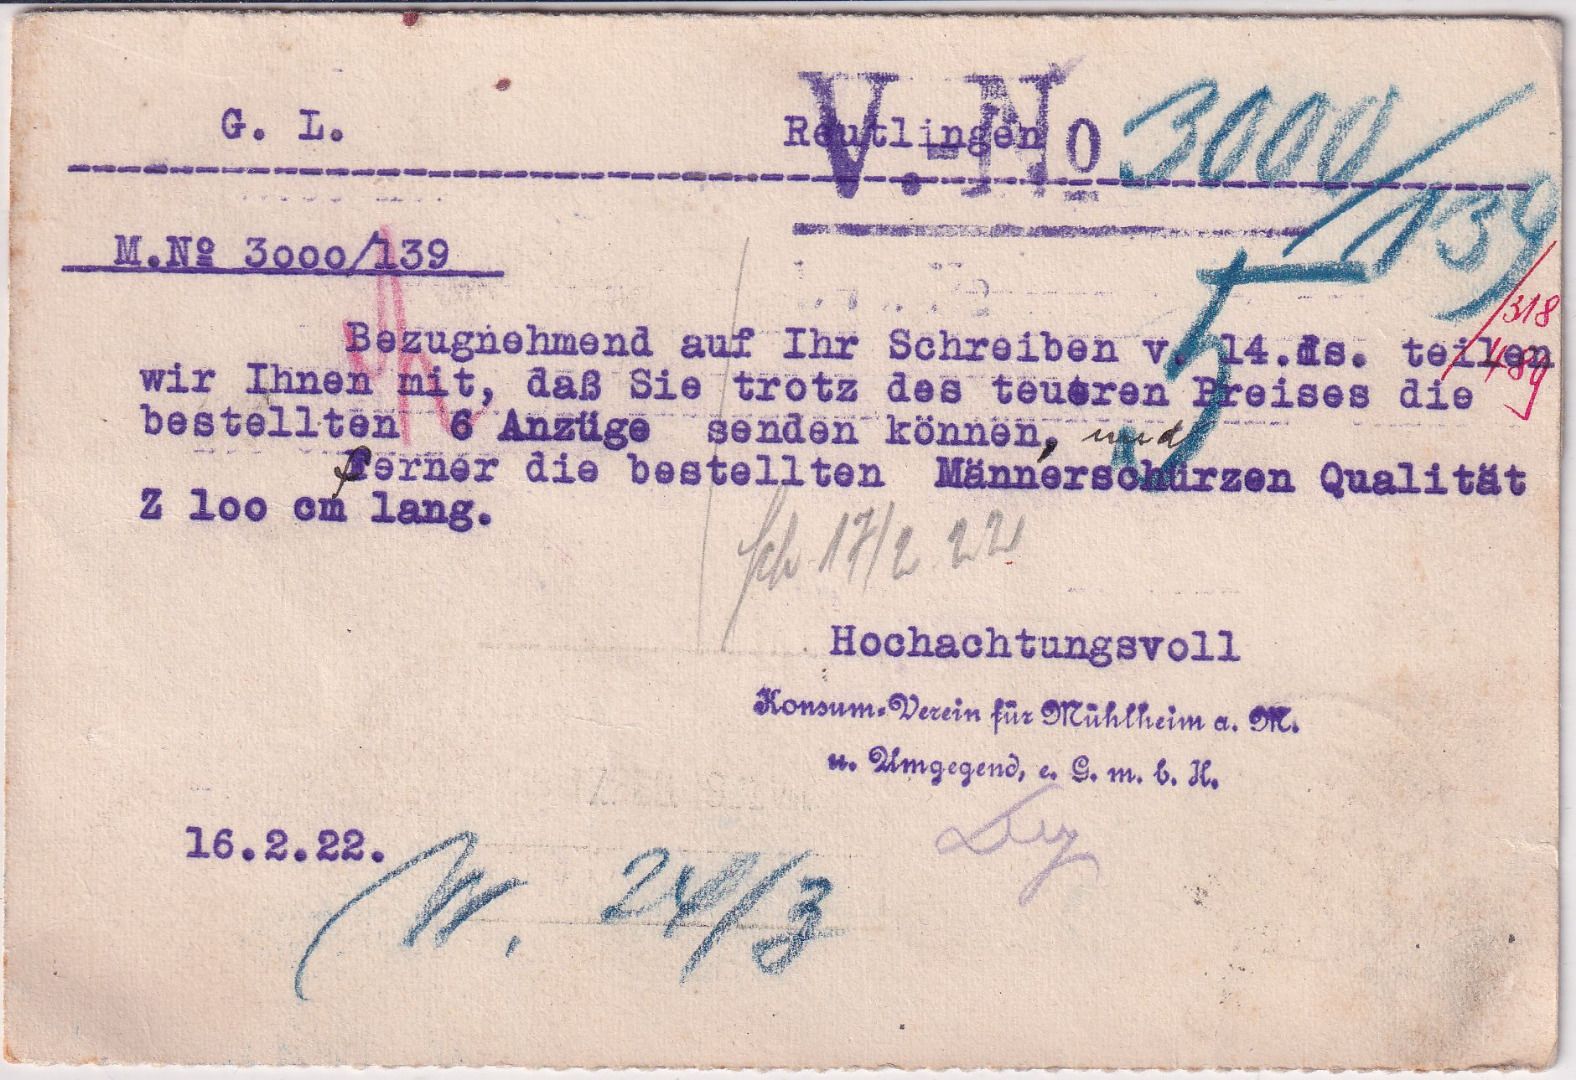 G. L. Reutlingen
V. No 3000/139
M.Nº 3000/139
5
318
489
Bezugnehmend auf Ihr Schreiben v. 14.ds. teilen
wir Ihnen mit, daß Sie trotz des teueren Preises die
bestellten 6 Anzüge senden können, und
ferner die bestellten Männerschürzen Qualität
Z 100 cm lang.
Sch 17/2 22
Hochachtungsvoll
Konsum-Verein für Mühlheim a. M.
u. Umgegend, e. G. m. b. H.
16.2.22.
W. 24/3